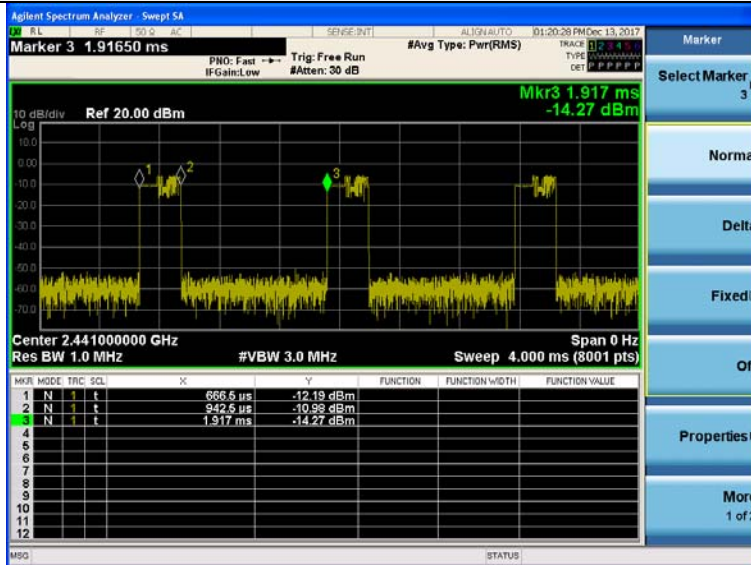 Agilent Spectrum Analyzer - Swept SA
RL RF 50 Ω AC SENSE:INT ALIGNAUTO 01:20:28 PM Dec 13, 2017
Marker 3 1.91650 ms
PNO: Fast Trig: Free Run #Avg Type: Pwr(RMS) TRACE 1 2 3 4 5 6
IFGain:Low #Atten: 30 dB TYPE
DET P P P P P P
Mkr3 1.917 ms
-14.27 dBm
10 dB/div Ref 20.00 dBm
Log
10.0
0.00
-10.0
-20.0
-30.0
-40.0
-50.0
-60.0
-70.0
1
2
3
Center 2.441000000 GHz Span 0 Hz
Res BW 1.0 MHz #VBW 3.0 MHz Sweep 4.000 ms (8001 pts)
MKR MODE TRC SCL X Y FUNCTION FUNCTION WIDTH FUNCTION VALUE
1 N 1 t 666.5 µs -12.19 dBm
2 N 1 t 942.5 µs -10.98 dBm
3 N 1 t 1.917 ms -14.27 dBm
4
5
6
7
8
9
10
11
12
MSG STATUS
Marker
Select Marker
3
Norma
Delta
Fixed
Of
Properties
More
1 of 2